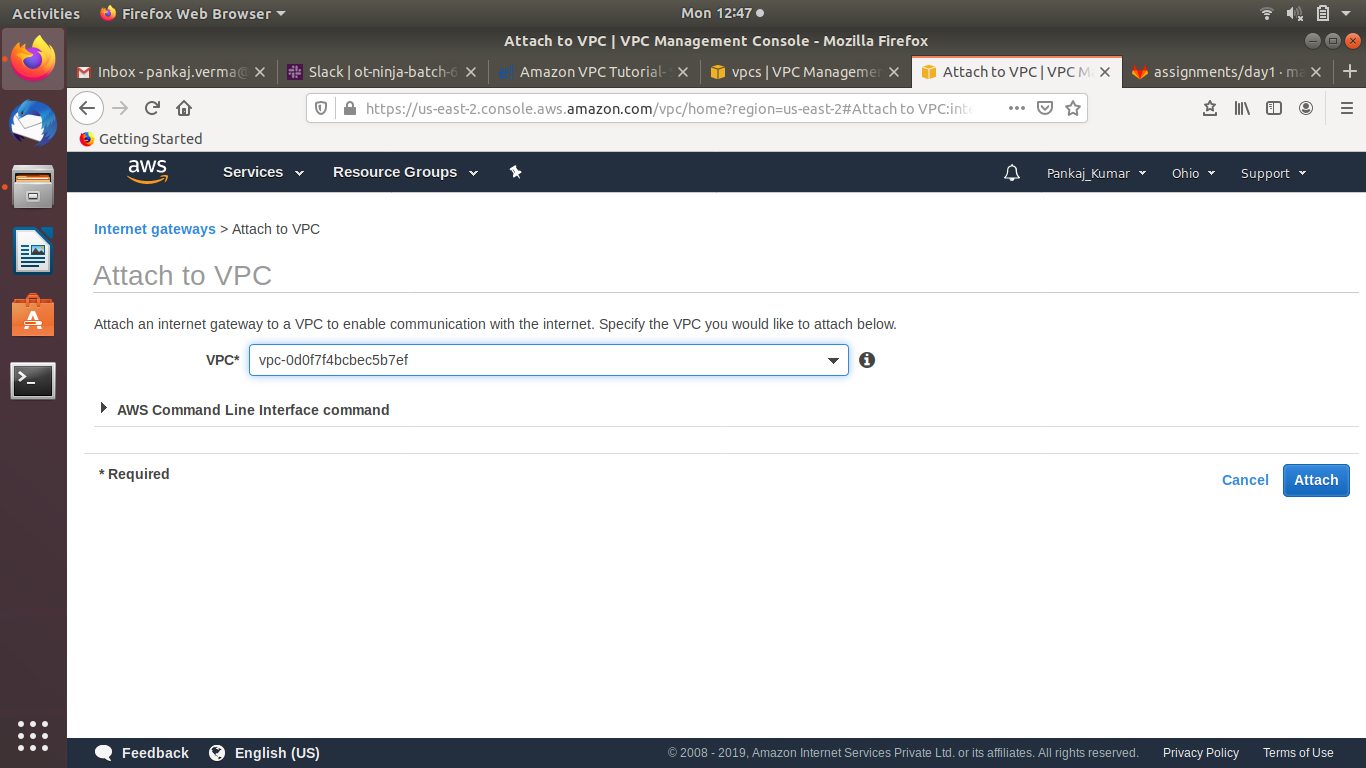 Activities Firefox Web Browser Mon 12:47
Attach to VPC | VPC Management Console - Mozilla Firefox
Inbox - pankaj.verma@ Slack | ot-ninja-batch-6 Amazon VPC Tutorial- vpcs | VPC Managemen Attach to VPC | VPC M assignments/day1 · ma
https://us-east-2.console.aws.amazon.com/vpc/home?region=us-east-2#Attach to VPC:inte
Getting Started
aws Services Resource Groups Pankaj_Kumar Ohio Support
Internet gateways > Attach to VPC
Attach to VPC
Attach an internet gateway to a VPC to enable communication with the internet. Specify the VPC you would like to attach below.
VPC* vpc-0d0f7f4bcbec5b7ef
AWS Command Line Interface command
* Required Cancel Attach
Feedback English (US) © 2008 - 2019, Amazon Internet Services Private Ltd. or its affiliates. All rights reserved. Privacy Policy Terms of Use